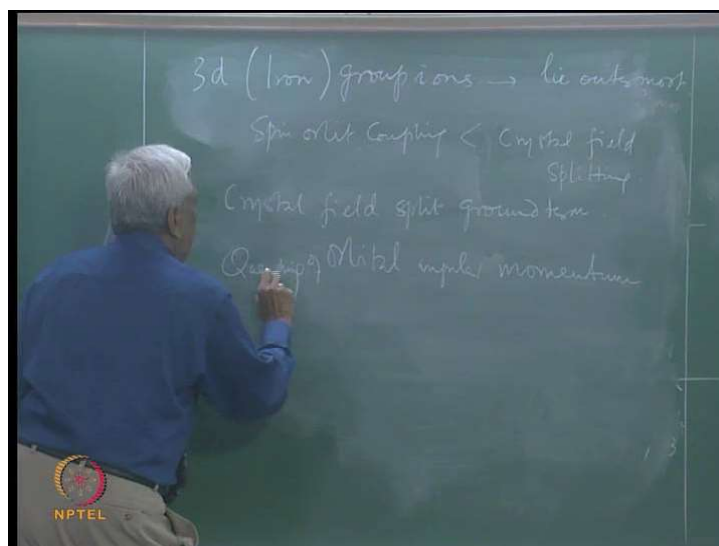 3d (Iron) group ions → lie outermost
Spin orbit Coupling < Crystal field
Splitting
Crystal field split ground term
Quenching of Orbital angular momentum
NPTEL